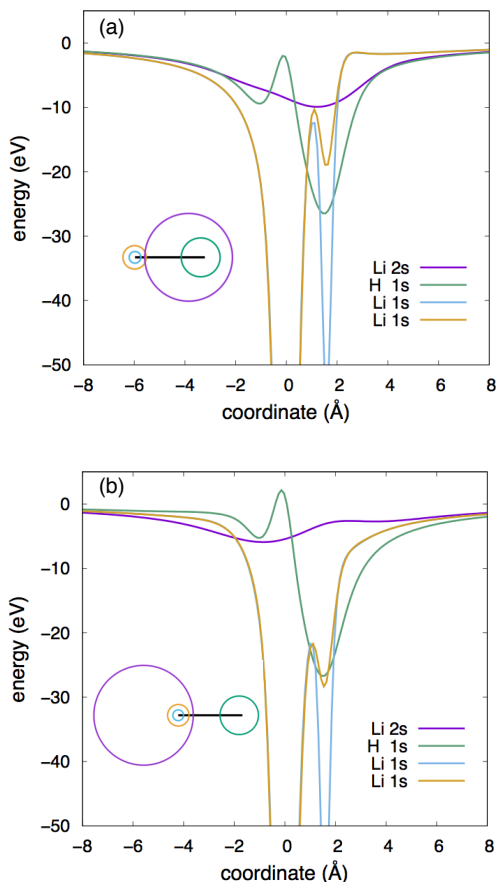 (a)
0
−10
−20
−30
−40
−50
energy (eV)
Li 2s
H 1s
Li 1s
Li 1s
−8 −6 −4 −2 0 2 4 6 8
coordinate (Å)
(b)
0
−10
−20
−30
−40
−50
energy (eV)
Li 2s
H 1s
Li 1s
Li 1s
−8 −6 −4 −2 0 2 4 6 8
coordinate (Å)